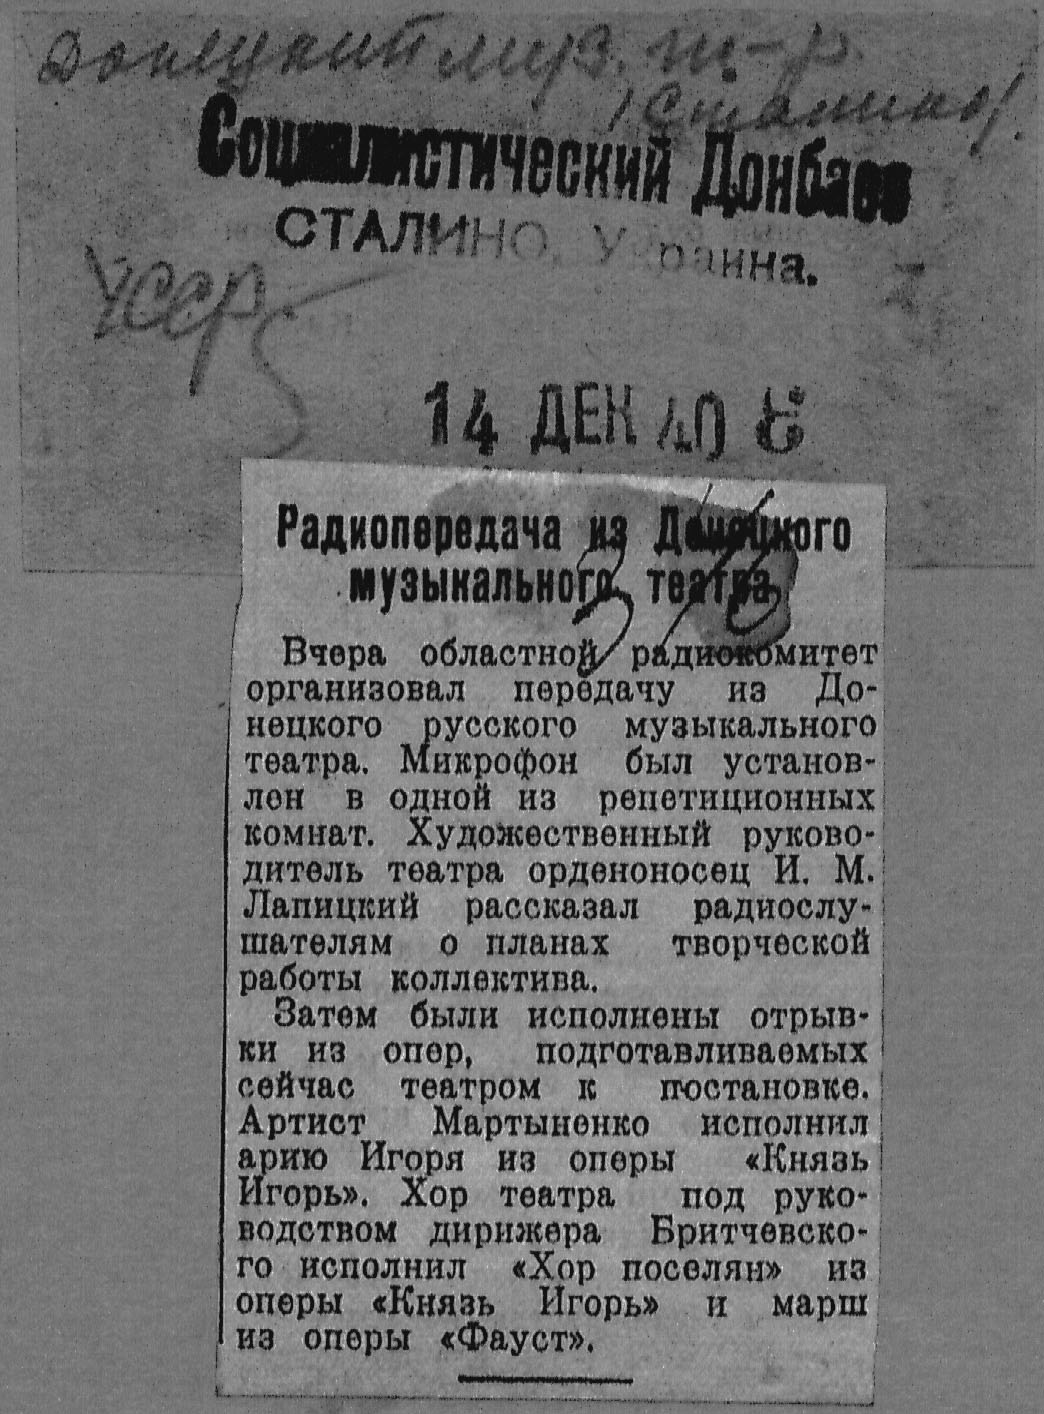 Донецкий муз. т-р.
(Сталино).
Социалистический Донбасс
СТАЛИНО, Украина.
УССР
14 ДЕК 40
Радиопередача из Донецкого
музыкального театра
Вчера областной радиокомитет
организовал передачу из До-
нецкого русского музыкального
театра. Микрофон был установ-
лен в одной из репетиционных
комнат. Художественный руково-
дитель театра орденоносец И. М.
Лапицкий рассказал радиослу-
шателям о планах творческой
работы коллектива.
Затем были исполнены отрыв-
ки из опер, подготавливаемых
сейчас театром к постановке.
Артист Мартыненко исполнил
арию Игоря из оперы «Князь
Игорь». Хор театра под руко-
водством дирижера Бритчевско-
го исполнил «Хор поселян» из
оперы «Князь Игорь» и марш
из оперы «Фауст».